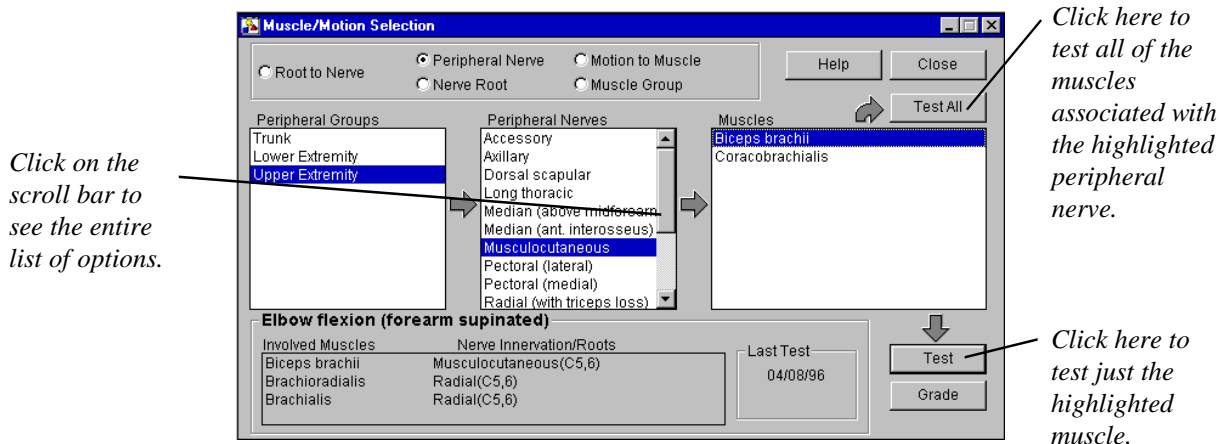 Muscle/Motion Selection
Root to Nerve
Peripheral Nerve
Motion to Muscle
Nerve Root
Muscle Group
Help
Close
Test All
Peripheral Groups
Trunk
Lower Extremity
Upper Extremity
Peripheral Nerves
Accessory
Axillary
Dorsal scapular
Long thoracic
Median (above midforearm
Median (ant. interosseus)
Musculocutaneous
Pectoral (lateral)
Pectoral (medial)
Radial (with triceps loss)
Muscles
Biceps brachii
Coracobrachialis
Elbow flexion (forearm supinated)
Involved Muscles Nerve Innervation/Roots
Biceps brachii Musculocutaneous(C5,6)
Brachioradialis Radial(C5,6)
Brachialis Radial(C5,6)
Last Test
04/08/96
Test
Grade
Click on the
scroll bar to
see the entire
list of options.
Click here to
test all of the
muscles
associated with
the highlighted
peripheral
nerve.
Click here to
test just the
highlighted
muscle.